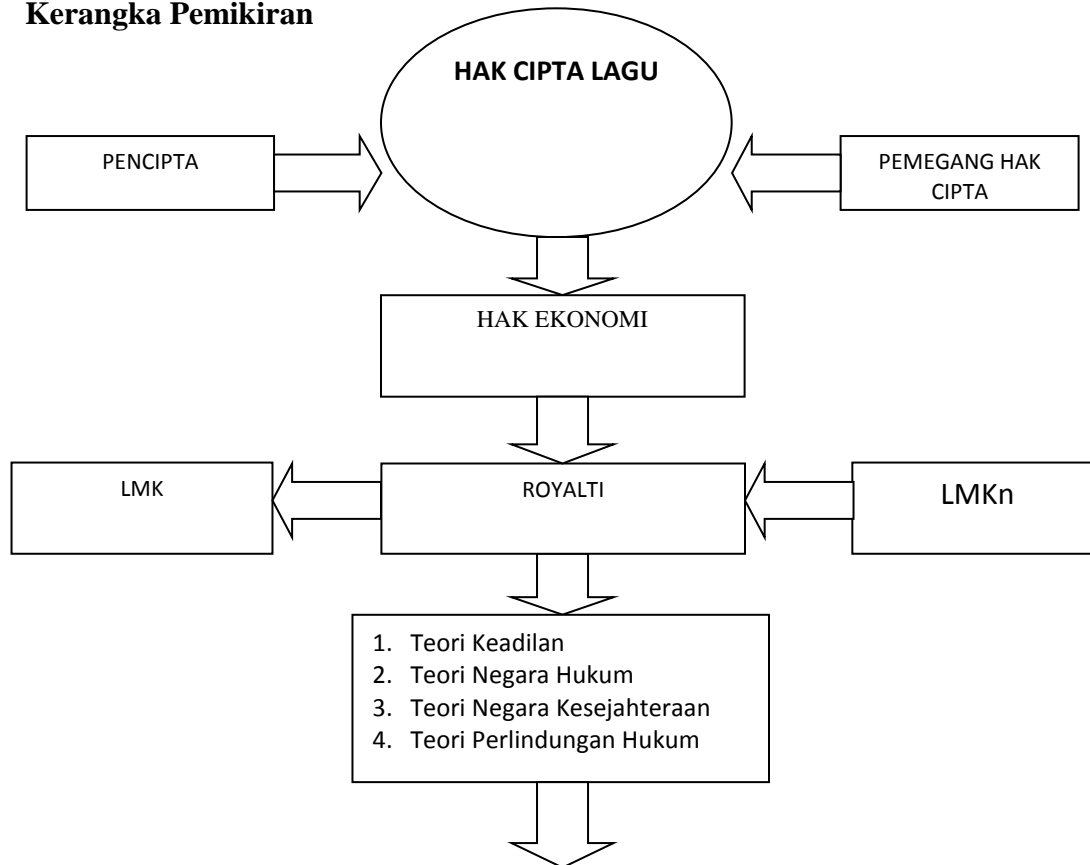 Kerangka Pemikiran
HAK CIPTA LAGU
PENCIPTA
PEMEGANG HAK
CIPTA
HAK EKONOMI
LMK
ROYALTI
LMKn
1. Teori Keadilan
2. Teori Negara Hukum
3. Teori Negara Kesejahteraan
4. Teori Perlindungan Hukum